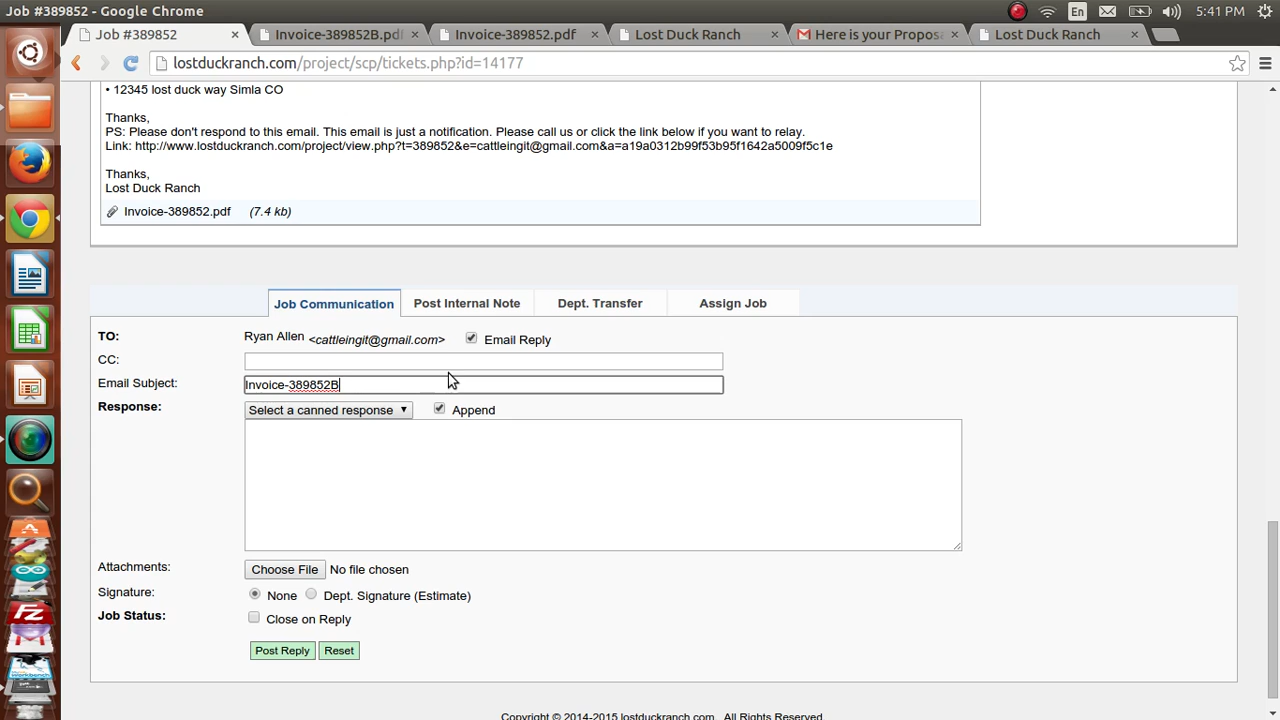 Job #389852 - Google Chrome
En
5:41 PM
Job #389852
Invoice-389852B.pdf
Invoice-389852.pdf
Lost Duck Ranch
Here is your Proposa
Lost Duck Ranch
lostduckranch.com/project/scp/tickets.php?id=14177
• 12345 lost duck way Simla CO
Thanks,
PS: Please don't respond to this email. This email is just a notification. Please call us or click the link below if you want to relay.
Link: http://www.lostduckranch.com/project/view.php?t=389852&e=cattleingit@gmail.com&a=a19a0312b99f53b95f1642a5009f5c1e
Thanks,
Lost Duck Ranch
Invoice-389852.pdf (7.4 kb)
Job Communication
Post Internal Note
Dept. Transfer
Assign Job
TO: Ryan Allen <cattleingit@gmail.com> Email Reply
CC:
Email Subject: Invoice-389852B
Response: Select a canned response Append
Attachments: Choose File No file chosen
Signature: None Dept. Signature (Estimate)
Job Status: Close on Reply
Post Reply Reset
Copyright © 2014-2015 lostduckranch.com. All Rights Reserved